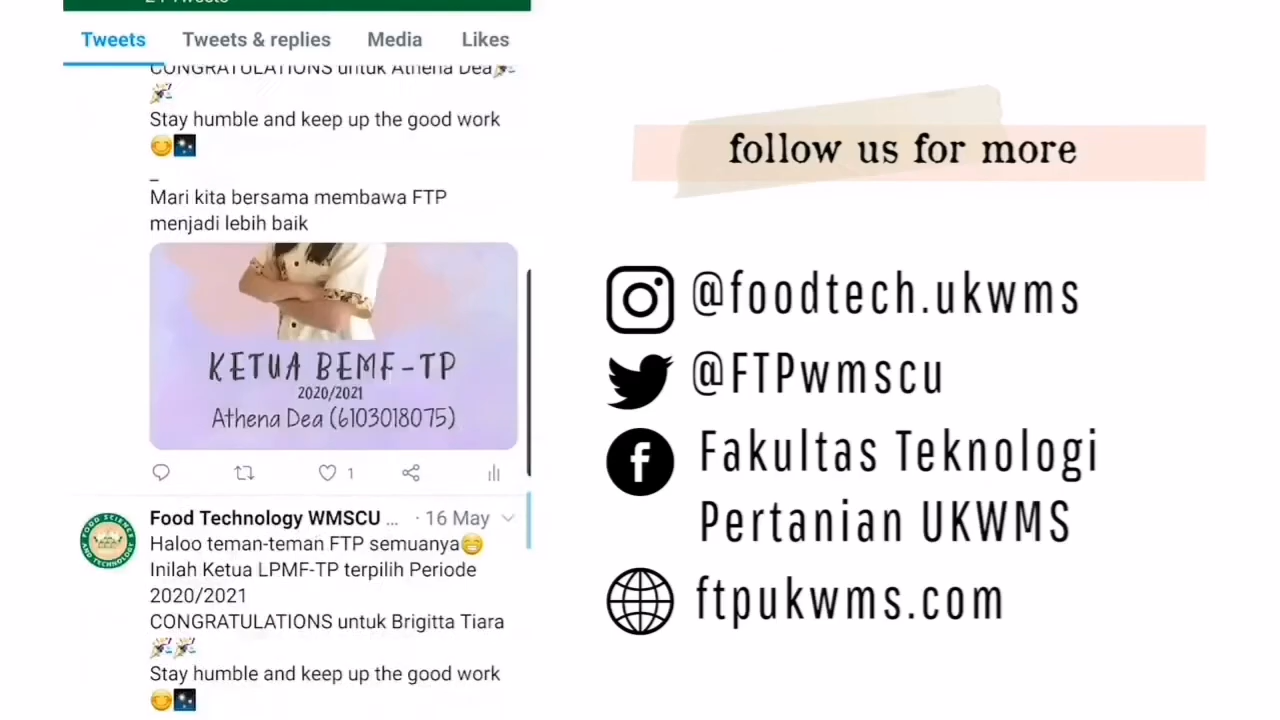 Tweets
Tweets & replies
Media
Likes
CONGRATULATIONS untuk Athena Dea🎉
🎉
Stay humble and keep up the good work
😊🌌
_
Mari kita bersama membawa FTP
menjadi lebih baik
KETUA BEMF-TP
2020/2021
Athena Dea (6103018075)
1
Food Technology WMSCU ... · 16 May
FOOD SCIENCE
AND TECHNOLOGY
Haloo teman-teman FTP semuanya😁
Inilah Ketua LPMF-TP terpilih Periode
2020/2021
CONGRATULATIONS untuk Brigitta Tiara
🎉🎉
Stay humble and keep up the good work
😊🌌
follow us for more
@foodtech.ukwms
@FTPwmscu
Fakultas Teknologi
Pertanian UKWMS
ftpukwms.com